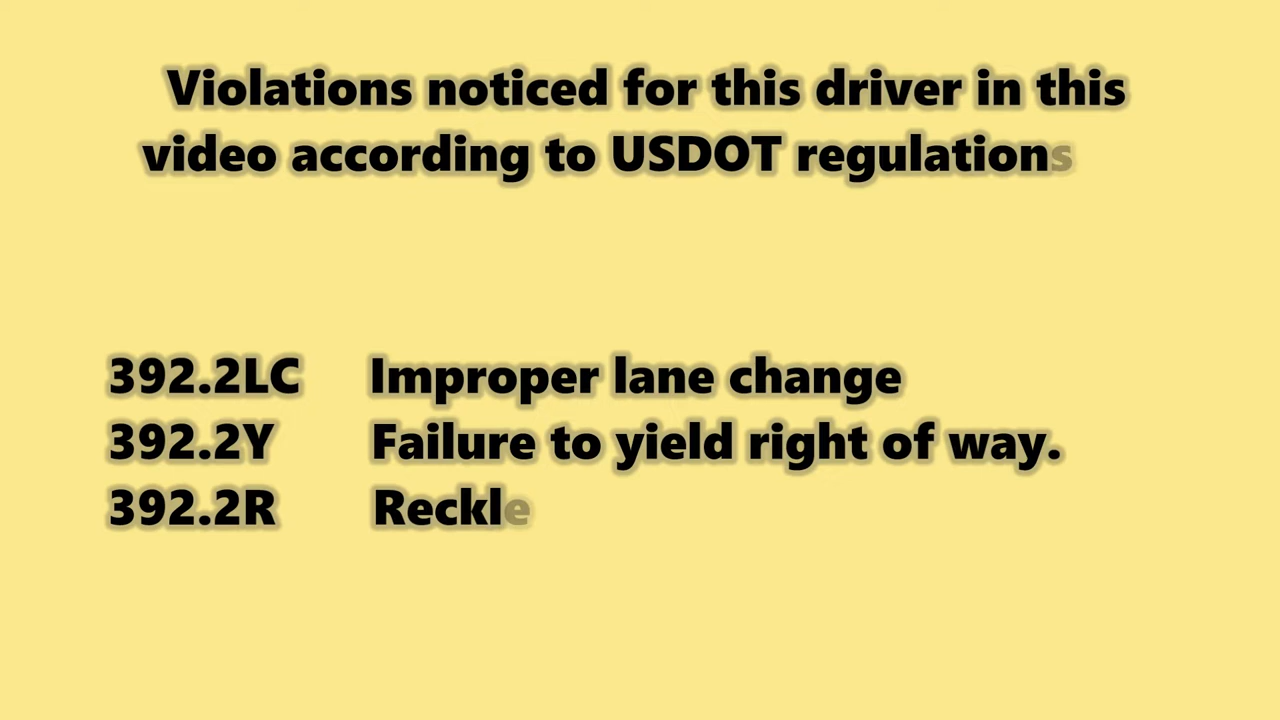 Violations noticed for this driver in this
video according to USDOT regulations
392.2LC Improper lane change
392.2Y Failure to yield right of way.
392.2R Reckle